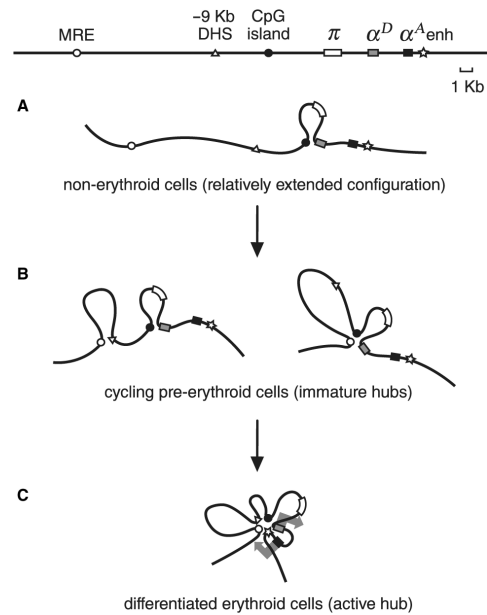 MRE
–9 Kb
DHS
CpG
island
π
α^D
α^A enh
1 Kb
A
non-erythroid cells (relatively extended configuration)
B
cycling pre-erythroid cells (immature hubs)
C
differentiated erythroid cells (active hub)